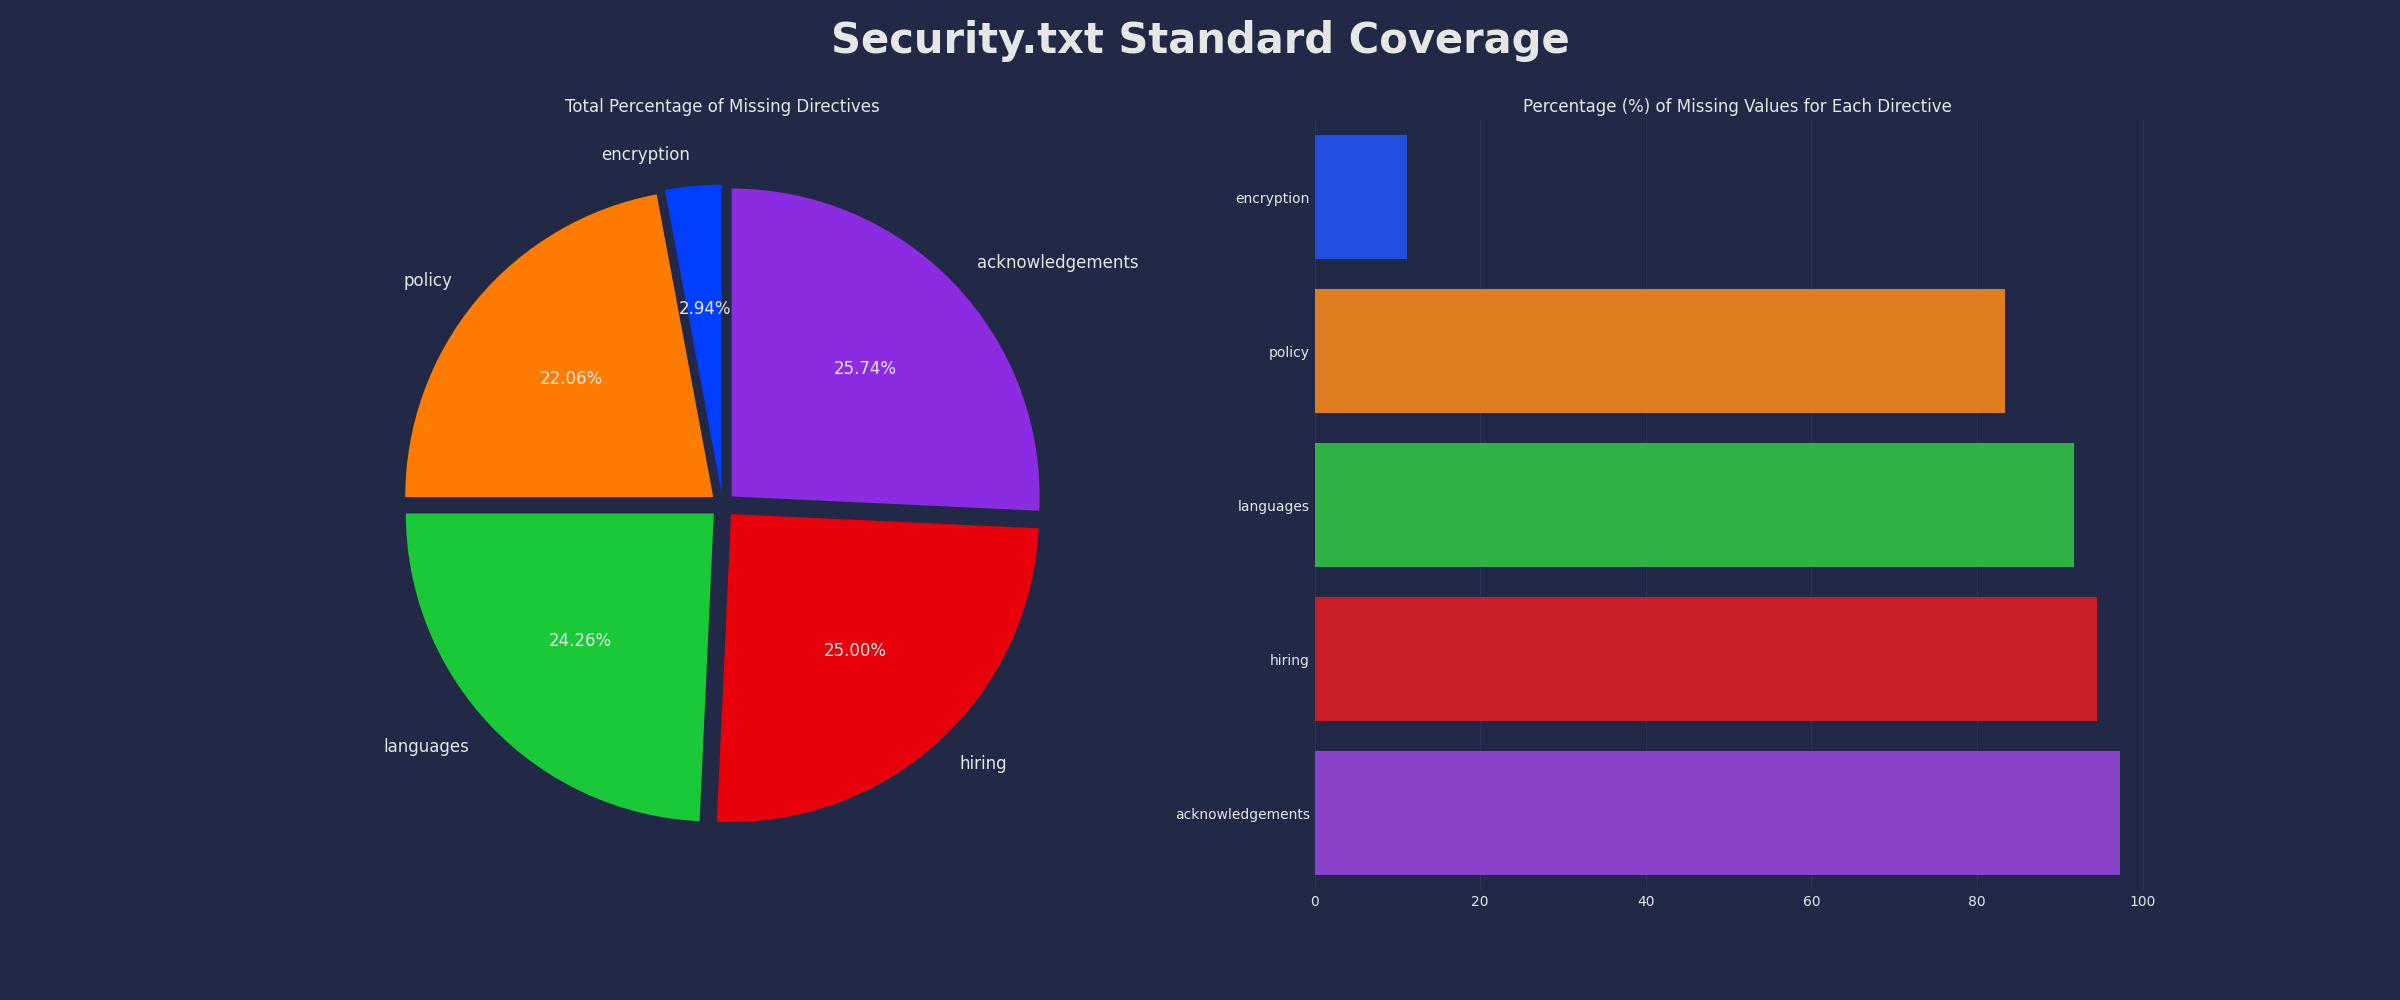 Security.txt Standard Coverage
Total Percentage of Missing Directives
encryption
policy
acknowledgements
2.94%
22.06%
25.74%
24.26%
25.00%
languages
hiring
Percentage (%) of Missing Values for Each Directive
encryption
policy
languages
hiring
acknowledgements
0 20 40 60 80 100